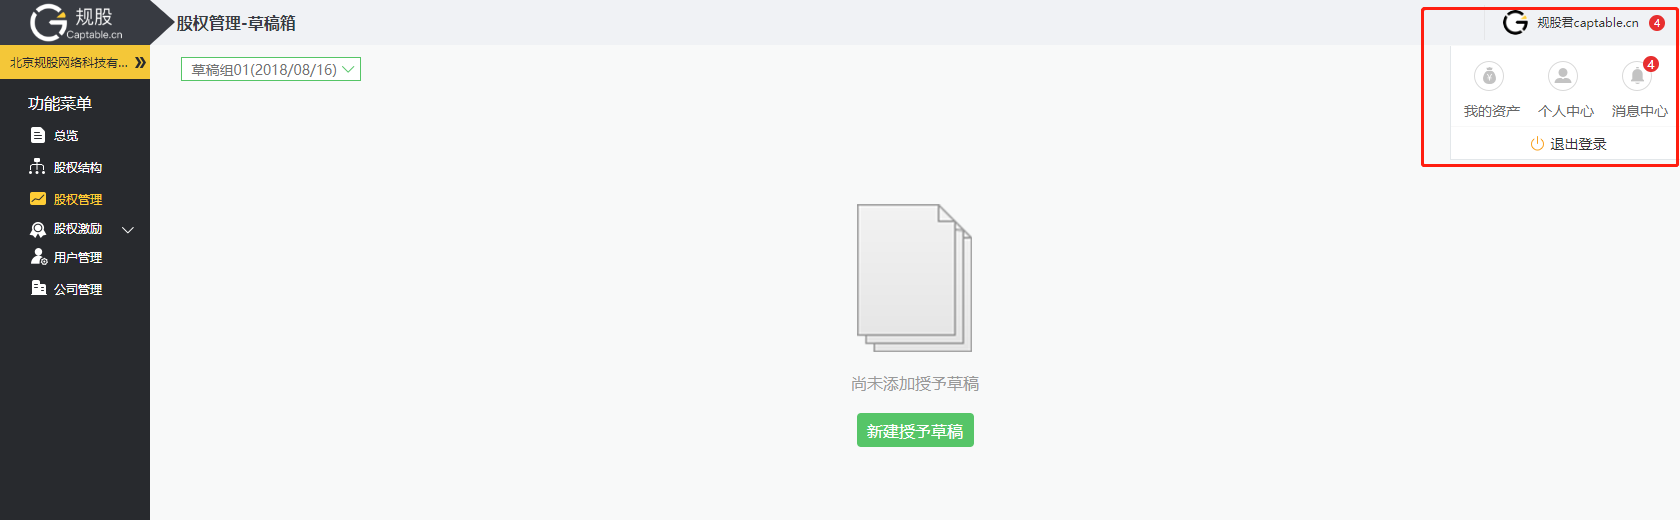 规股
Captable.cn
股权管理-草稿箱
规股君captable.cn 4
北京规股网络科技有...
草稿组01(2018/08/16)
4
我的资产 个人中心 消息中心
退出登录
功能菜单
总览
股权结构
股权管理
股权激励
用户管理
公司管理
尚未添加授予草稿
新建授予草稿